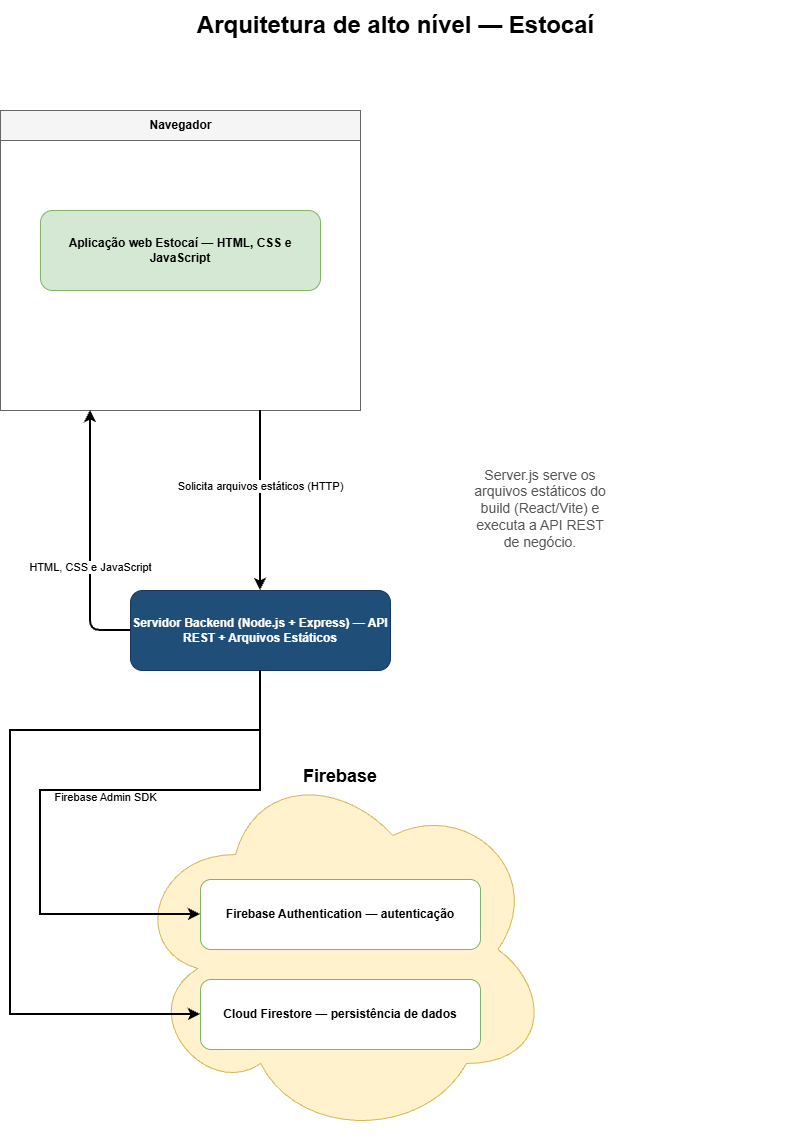 Arquitetura de alto nível — Estocaí
Navegador
Aplicação web Estocaí — HTML, CSS e
JavaScript
Solicita arquivos estáticos (HTTP)
Server.js serve os
arquivos estáticos do
build (React/Vite) e
executa a API REST
de negócio.
HTML, CSS e JavaScript
Servidor Backend (Node.js + Express) — API
REST + Arquivos Estáticos
Firebase
Firebase Admin SDK
Firebase Authentication — autenticação
Cloud Firestore — persistência de dados